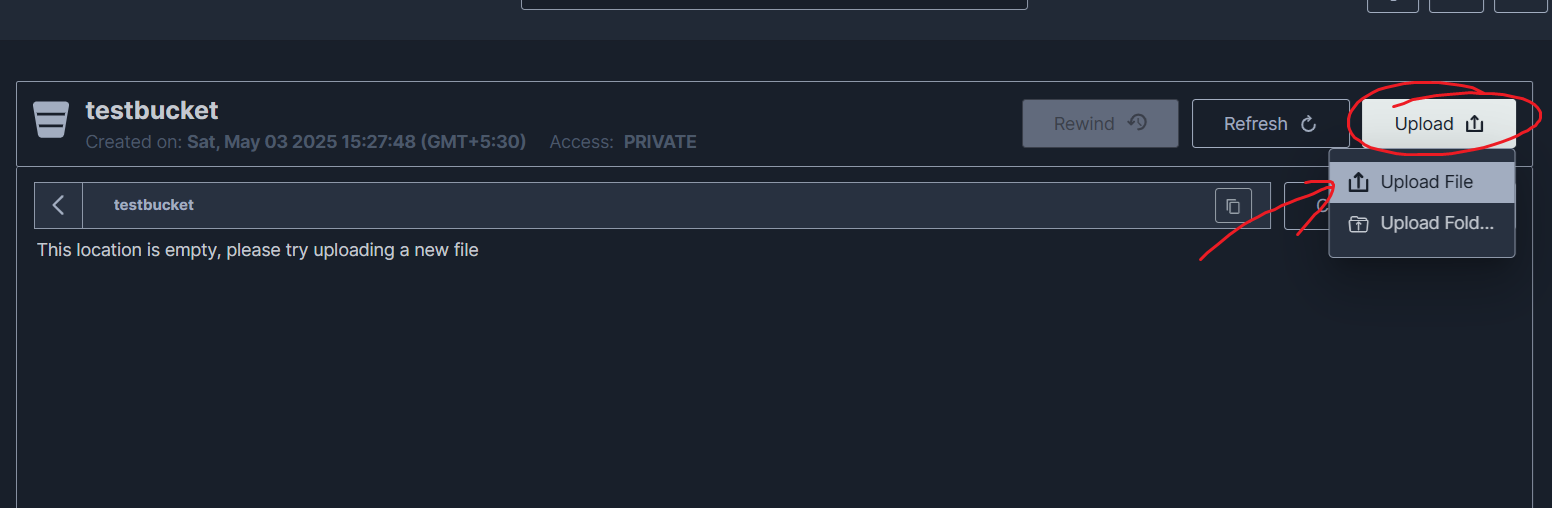 testbucket
Created on: Sat, May 03 2025 15:27:48 (GMT+5:30) Access: PRIVATE
Rewind
Refresh
Upload
Upload File
Upload Fold...
testbucket
This location is empty, please try uploading a new file